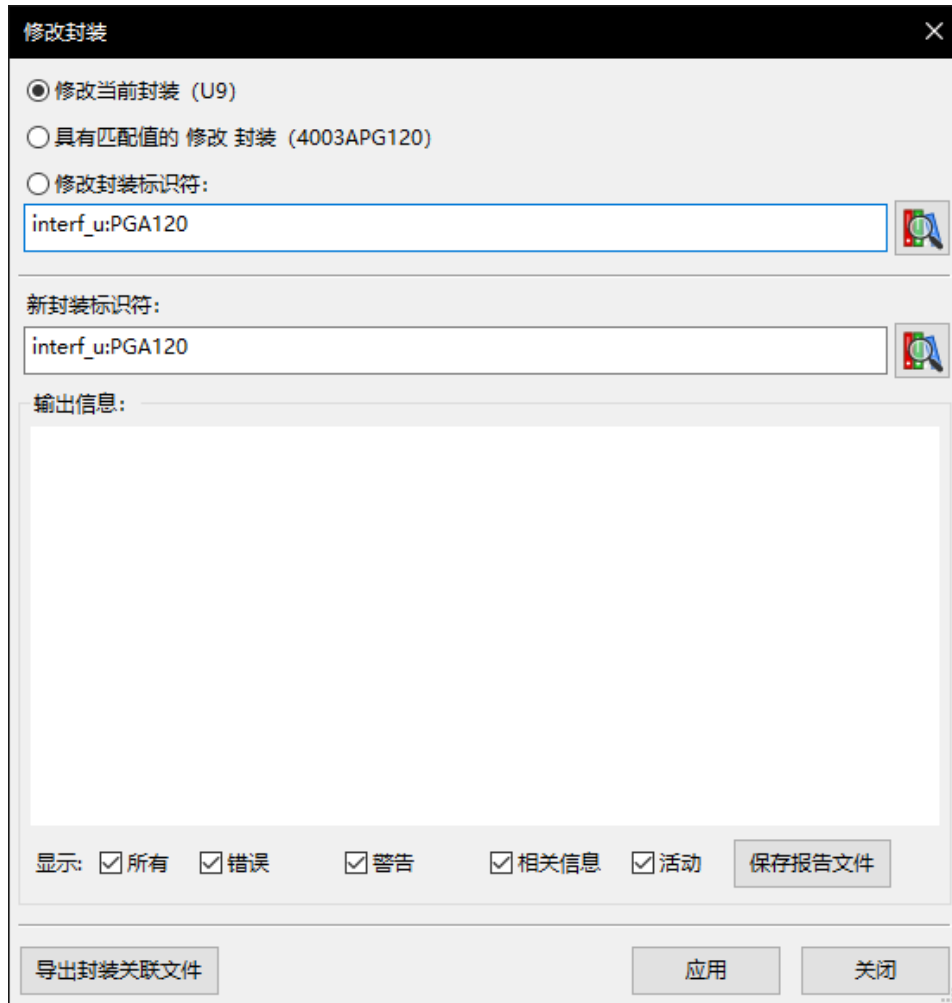 修改封装
修改当前封装（U9）
具有匹配值的 修改 封装（4003APG120）
修改封装标识符：
interf_u:PGA120
新封装标识符：
interf_u:PGA120
输出信息：
显示: 所有 错误 警告 相关信息 活动 保存报告文件
导出封装关联文件 应用 关闭